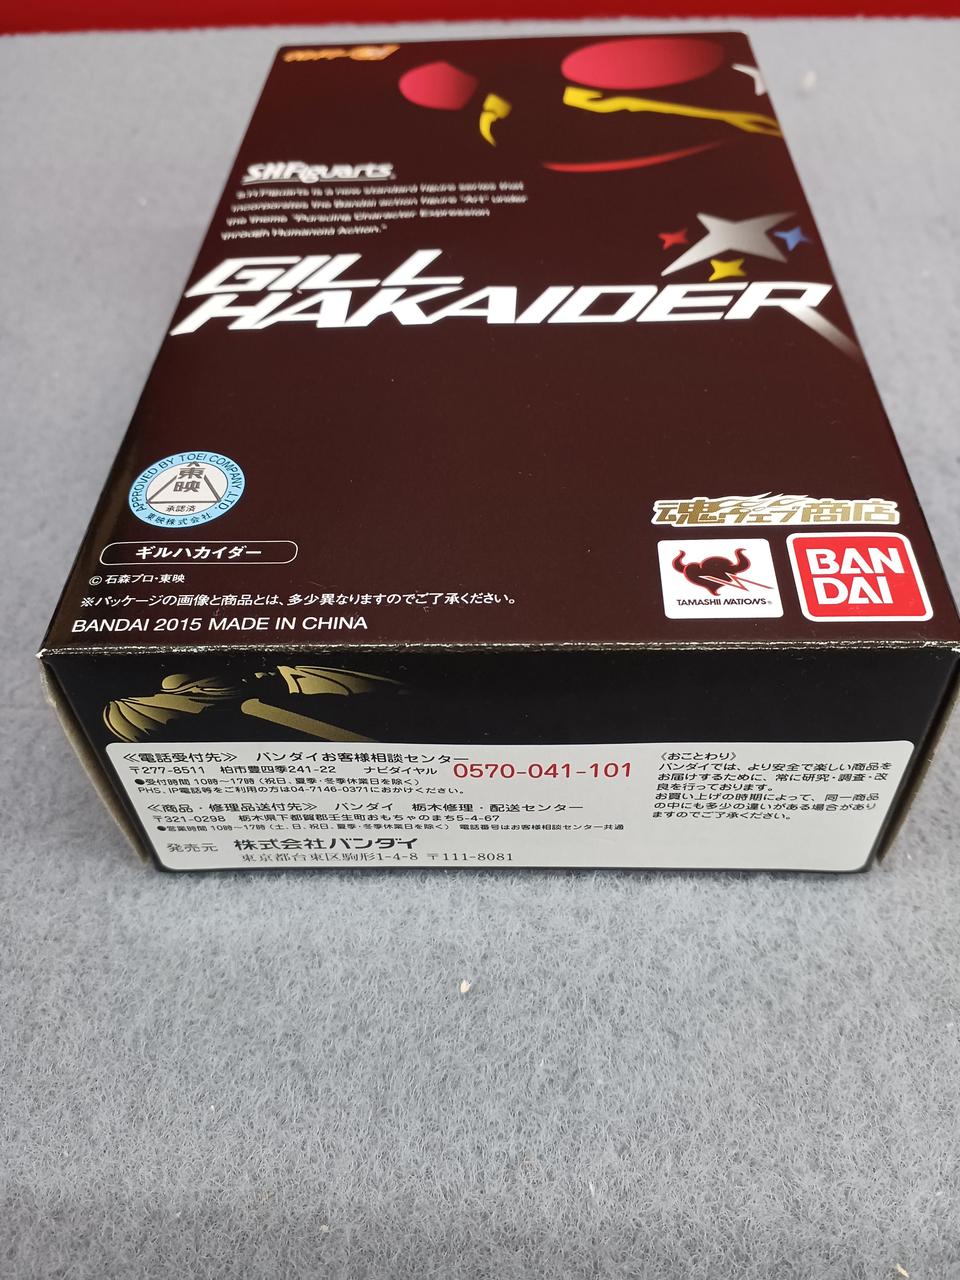 キカイダー01
S.H.Figuarts
S.H.Figuarts is a new standard figure series that
incorporates the Bandai action figure "Art" under
the theme "Pursuing Character Expression
through Humanoid Action."
GILL
HAKAIDER
APPROVED BY TOEI COMPANY, LTD.
東映
承認済
東映株式会社
魂ウェブ商店
ギルハカイダー
© 石森プロ・東映
※パッケージの画像と商品とは、多少異なりますのでご了承ください。
BANDAI 2015 MADE IN CHINA
TAMASHII NATIONS®
BAN
DAI
≪電話受付先≫ バンダイお客様相談センター
〒277-8511 柏市豊四季241-22 ナビダイヤル 0570-041-101
●受付時間 10時~17時 (祝日、夏季・冬季休業日を除く)
PHS、IP電話等をご利用の方は04-7146-0371におかけください。
≪商品・修理品送付先≫ バンダイ 栃木修理・配送センター
〒321-0298 栃木県下都賀郡壬生町おもちゃのまち5-4-67
●営業時間 10時~17時 (土、日、祝日、夏季・冬季休業日を除く) 電話番号はお客様相談センター共通
発売元 株式会社バンダイ
東京都台東区駒形1-4-8 〒111-8081
《おことわり》
バンダイでは、より安全で楽しい商品を
お届けするために、常に研究・調査・改
良を行っております。
お買い上げの時期によって、同一商品
の中にも多少の違いがある場合があり
ますのでご了承ください。